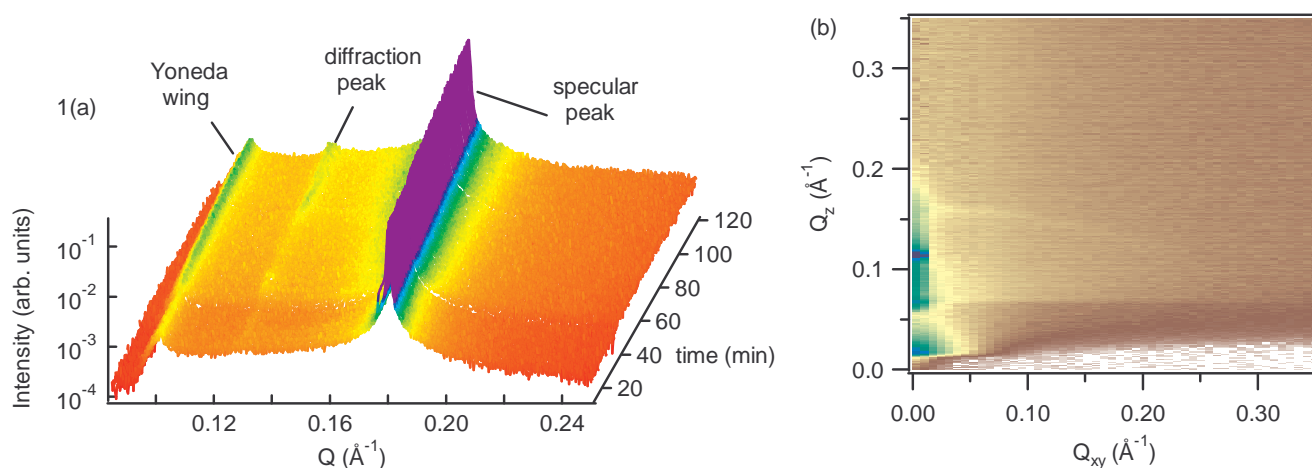 1(a)
Yoneda
wing
diffraction
peak
specular
peak
Intensity (arb. units)
10-1
10-2
10-3
10-4
0.12
0.16
0.20
0.24
Q (Å-1)
120
100
80
60
40
20
time (min)
(b)
Qz (Å-1)
0.3
0.2
0.1
0.0
0.00
0.10
0.20
0.30
Qxy (Å-1)